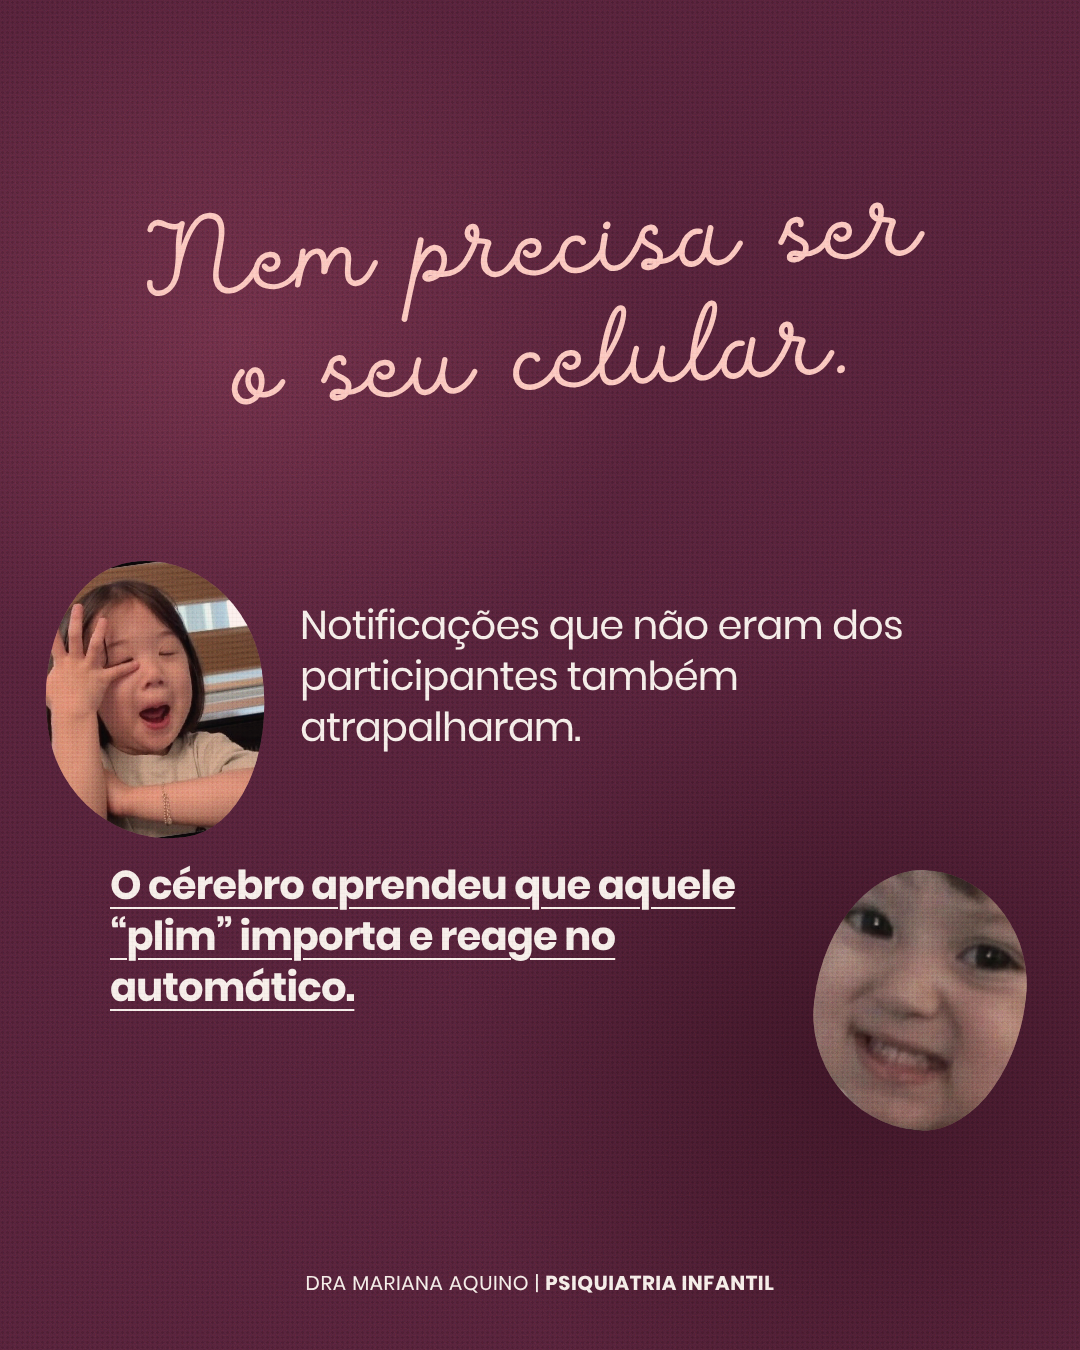 Nem precisa ser
o seu celular.
Notificações que não eram dos
participantes também
atrapalharam.
O cérebro aprendeu que aquele
“plim” importa e reage no
automático.
DRA MARIANA AQUINO | PSIQUIATRIA INFANTIL